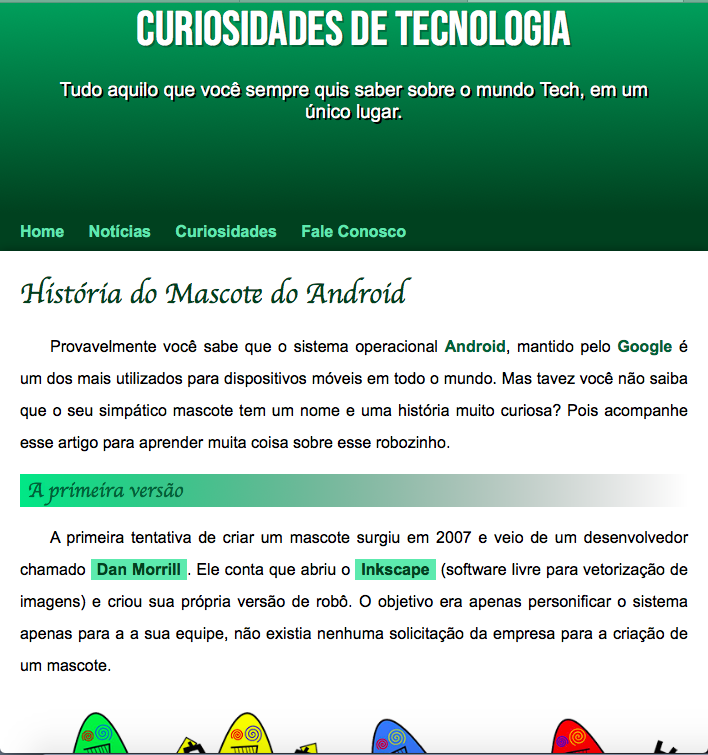 CURIOSIDADES DE TECNOLOGIA
Tudo aquilo que você sempre quis saber sobre o mundo Tech, em um
único lugar.
Home Notícias Curiosidades Fale Conosco
História do Mascote do Android
Provavelmente você sabe que o sistema operacional Android, mantido pelo Google é
um dos mais utilizados para dispositivos móveis em todo o mundo. Mas tavez você não saiba
que o seu simpático mascote tem um nome e uma história muito curiosa? Pois acompanhe
esse artigo para aprender muita coisa sobre esse robozinho.
A primeira versão
A primeira tentativa de criar um mascote surgiu em 2007 e veio de um desenvolvedor
chamado Dan Morrill. Ele conta que abriu o Inkscape (software livre para vetorização de
imagens) e criou sua própria versão de robô. O objetivo era apenas personificar o sistema
apenas para a a sua equipe, não existia nenhuma solicitação da empresa para a criação de
um mascote.